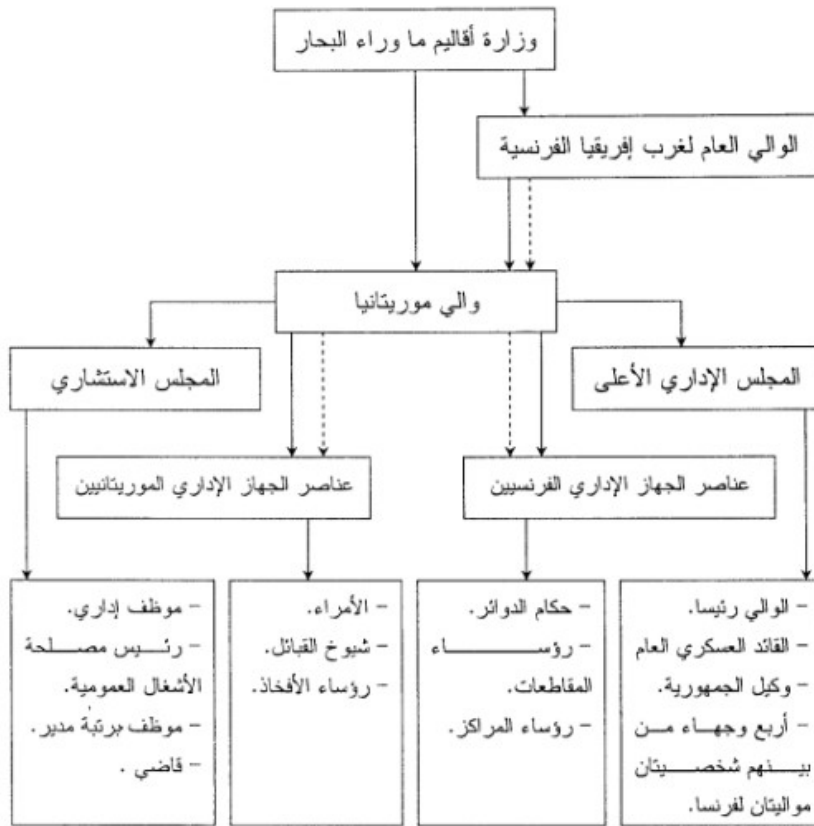 وزارة أقاليم ما وراء البحار
الوالي العام لغرب إفريقيا الفرنسية
والي موريتانيا
المجلس الإداري الأعلى
المجلس الاستشاري
عناصر الجهاز الإداري الفرنسيين
عناصر الجهاز الإداري الموريتانيين
– الوالي رئيسا.
القائد العسكري العام
– وكيل الجمهورية.
– أربع وجهاء من
بينهم شخصيتان
مواليتان لفرنسا.
– حكام الدوائر.
– رؤساء
المقاطعات.
– رؤساء المراكز.
– الأمراء.
– شيوخ القبائل.
– رؤساء الأفخاذ.
– موظف إداري.
– رئيس مصلحة
الأشغال العمومية.
– موظف برتبة مدير.
– قاضي .